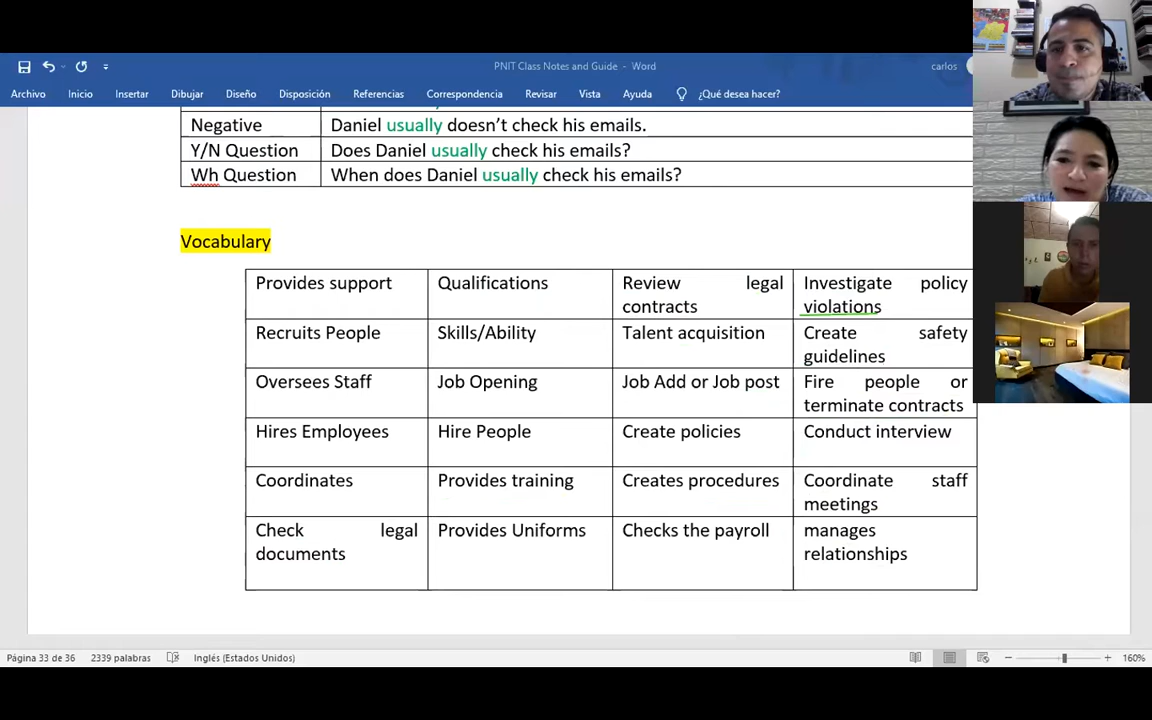 PNIT Class Notes and Guide - Word
carlos
Archivo Inicio Insertar Dibujar Diseño Disposición Referencias Correspondencia Revisar Vista Ayuda ¿Qué desea hacer?
Negative Daniel usually doesn't check his emails.
Y/N Question Does Daniel usually check his emails?
Wh Question When does Daniel usually check his emails?
Vocabulary
Provides support
Qualifications
Review legal
contracts
Investigate policy
violations
Recruits People
Skills/Ability
Talent acquisition
Create safety
guidelines
Oversees Staff
Job Opening
Job Add or Job post
Fire people or
terminate contracts
Hires Employees
Hire People
Create policies
Conduct interview
Coordinates
Provides training
Creates procedures
Coordinate staff
meetings
Check legal
documents
Provides Uniforms
Checks the payroll
manages
relationships
Página 33 de 36 2339 palabras Inglés (Estados Unidos) 160%